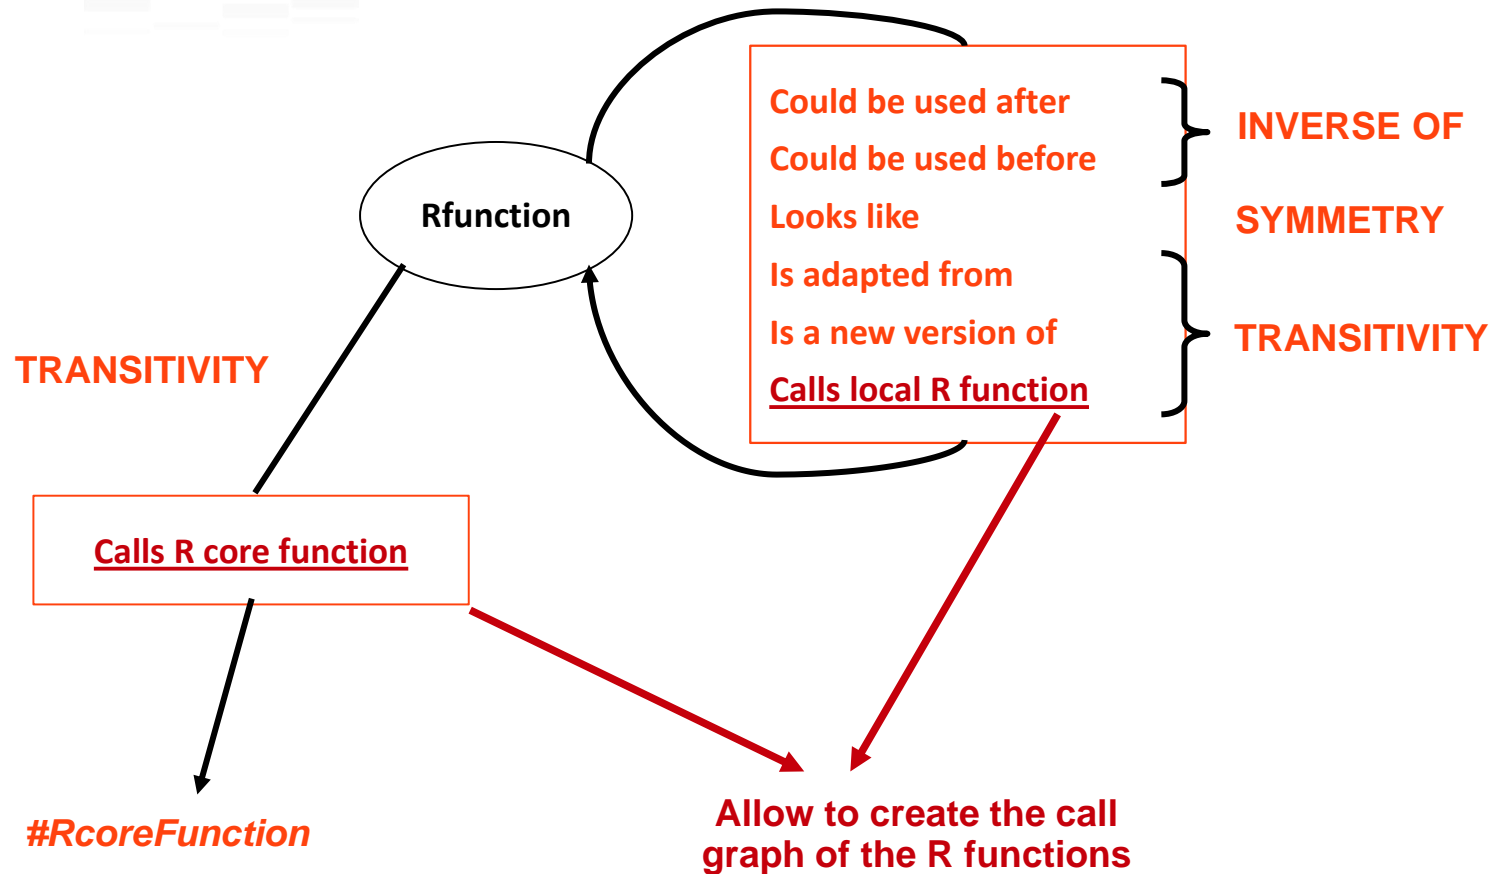 Could be used after
Could be used before
Looks like
Is adapted from
Is a new version of
Calls local R function
INVERSE OF
SYMMETRY
TRANSITIVITY
Rfunction
TRANSITIVITY
Calls R core function
#RcoreFunction
Allow to create the call
graph of the R functions